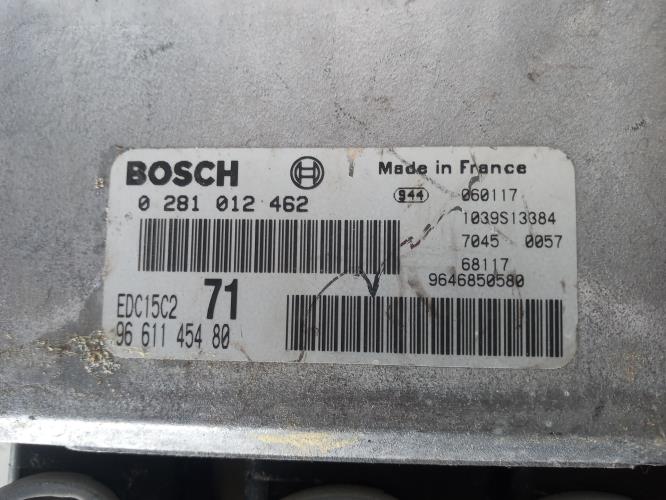 BOSCH
0 281 012 462
EDC15C2 71
96 611 454 80
Made in France
944 060117
1039S13384
7045 0057
68117
9646850580